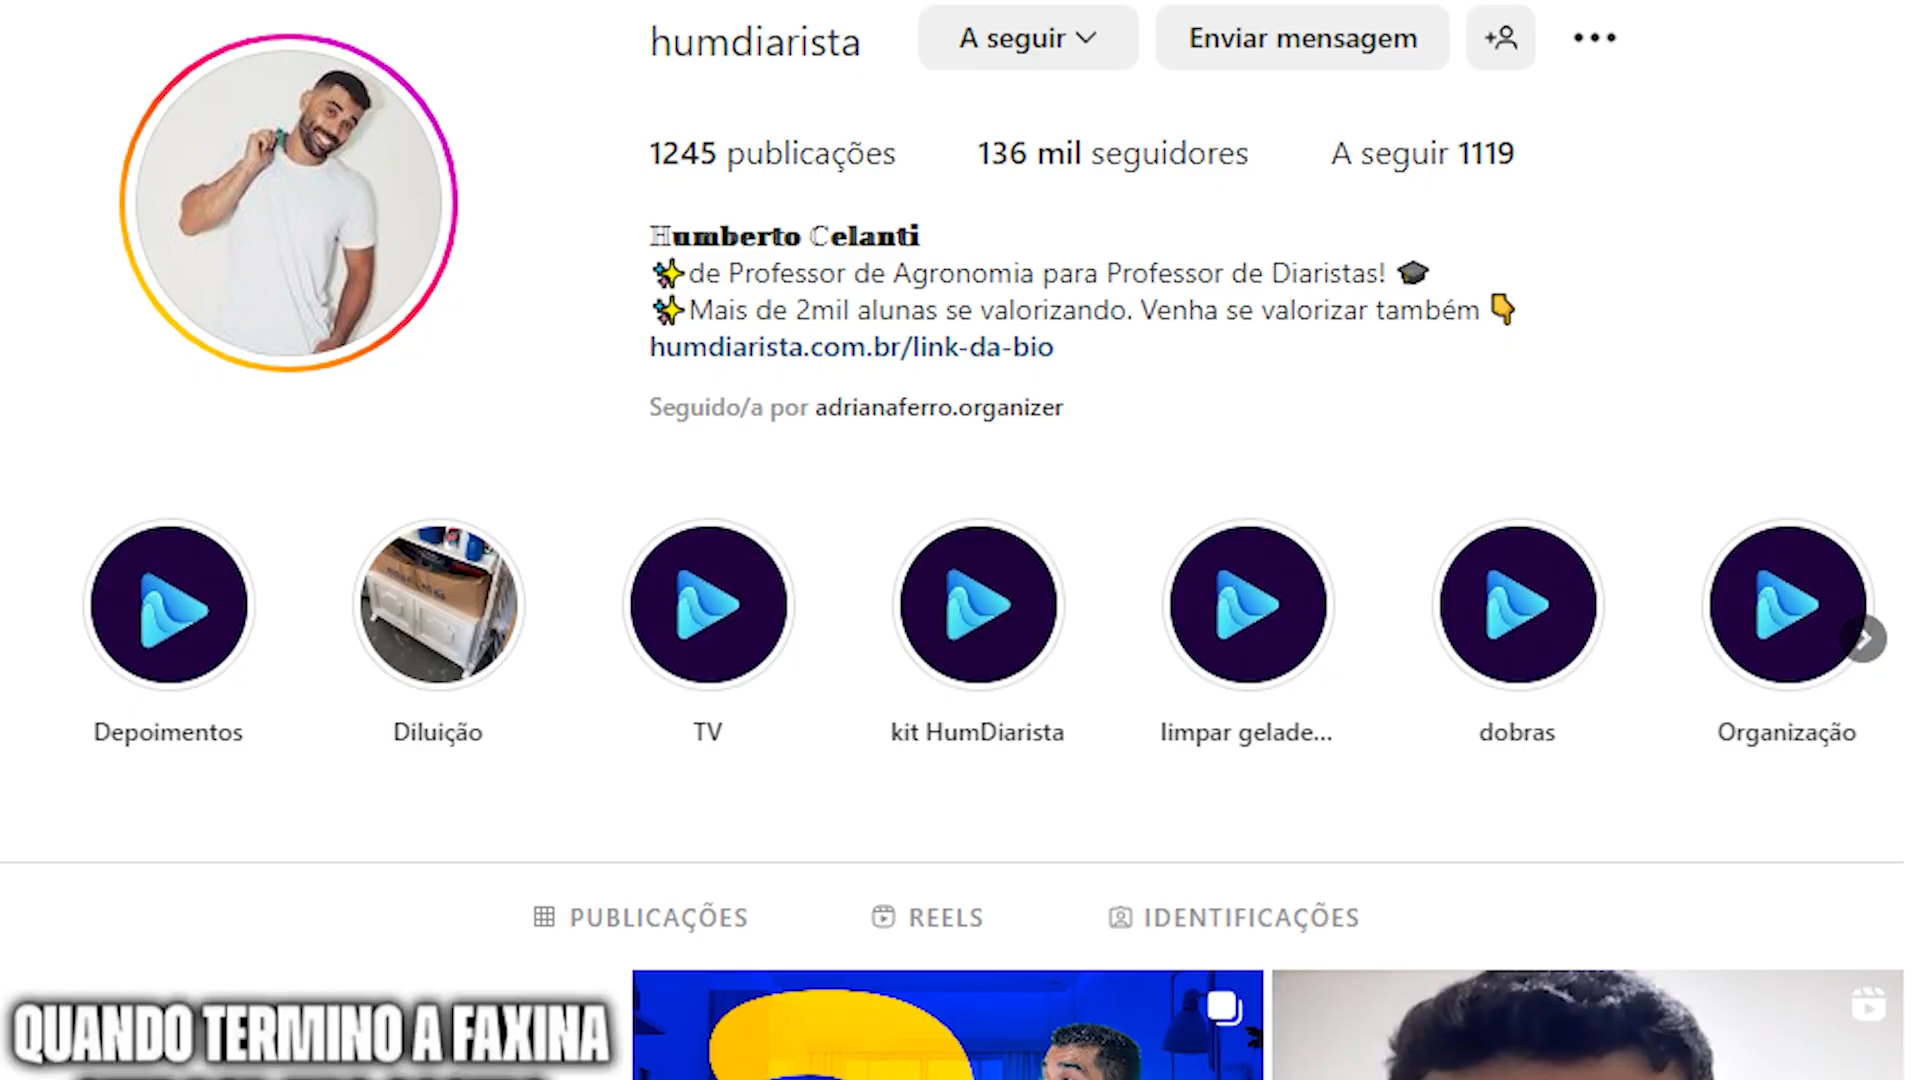 humdiarista
A seguir
Enviar mensagem
1245 publicações
136 mil seguidores
A seguir 1119
ℍumberto ℂelanti
✨de Professor de Agronomia para Professor de Diaristas! 🎓
✨Mais de 2mil alunas se valorizando. Venha se valorizar também 👇
humdiarista.com.br/link-da-bio
Seguido/a por adrianaferro.organizer
Depoimentos
Diluição
TV
kit HumDiarista
limpar gelade...
dobras
Organização
PUBLICAÇÕES
REELS
IDENTIFICAÇÕES
QUANDO TERMINO A FAXINA